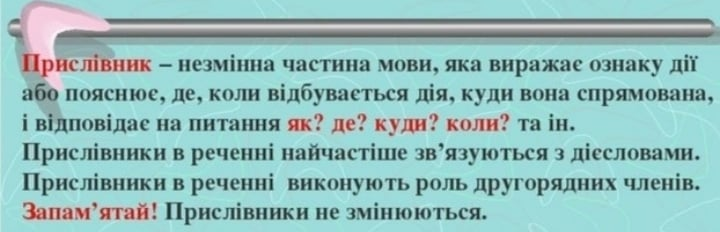 Прислівник – незмінна частина мови, яка виражає ознаку дії
або пояснює, де, коли відбувається дія, куди вона спрямована,
і відповідає на питання як? де? куди? коли? та ін.
Прислівники в реченні найчастіше зв’язуються з дієсловами.
Прислівники в реченні виконують роль другорядних членів.
Запам’ятай! Прислівники не змінюються.